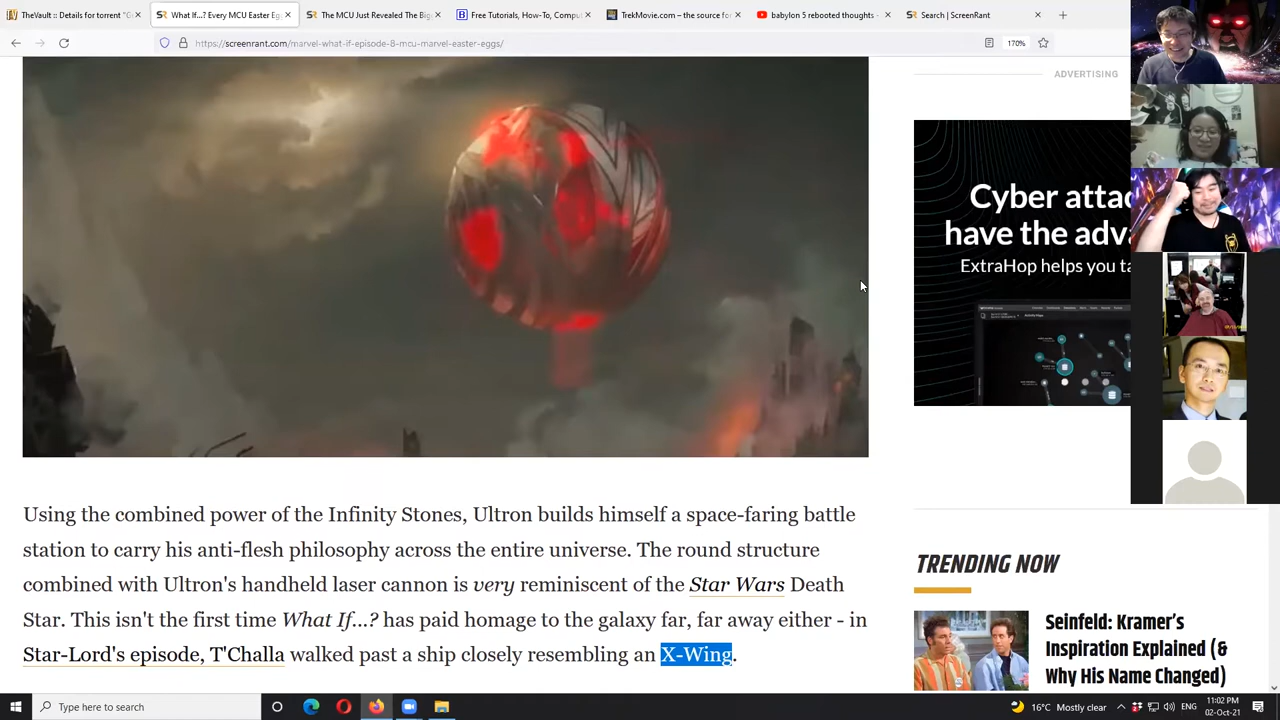 TheVault :: Details for torrent "G
What If...? Every MCU Easter Eg
The MCU Just Revealed The Big
Free Tutorials, How-To, Compu
TrekMovie.com – the source fo
babylon 5 rebooted thoughts -
Search | ScreenRant
https://screenrant.com/marvel-what-if-episode-8-mcu-marvel-easter-eggs/
170%
ADVERTISING
Cyber attac
have the adva
ExtraHop helps you ta
Using the combined power of the Infinity Stones, Ultron builds himself a space-faring battle
station to carry his anti-flesh philosophy across the entire universe. The round structure
combined with Ultron's handheld laser cannon is very reminiscent of the Star Wars Death
Star. This isn't the first time What If...? has paid homage to the galaxy far, far away either - in
Star-Lord's episode, T'Challa walked past a ship closely resembling an X-Wing.
TRENDING NOW
Seinfeld: Kramer's
Inspiration Explained (&
Why His Name Changed)
Type here to search
16°C Mostly clear
ENG
11:02 PM
02-Oct-21